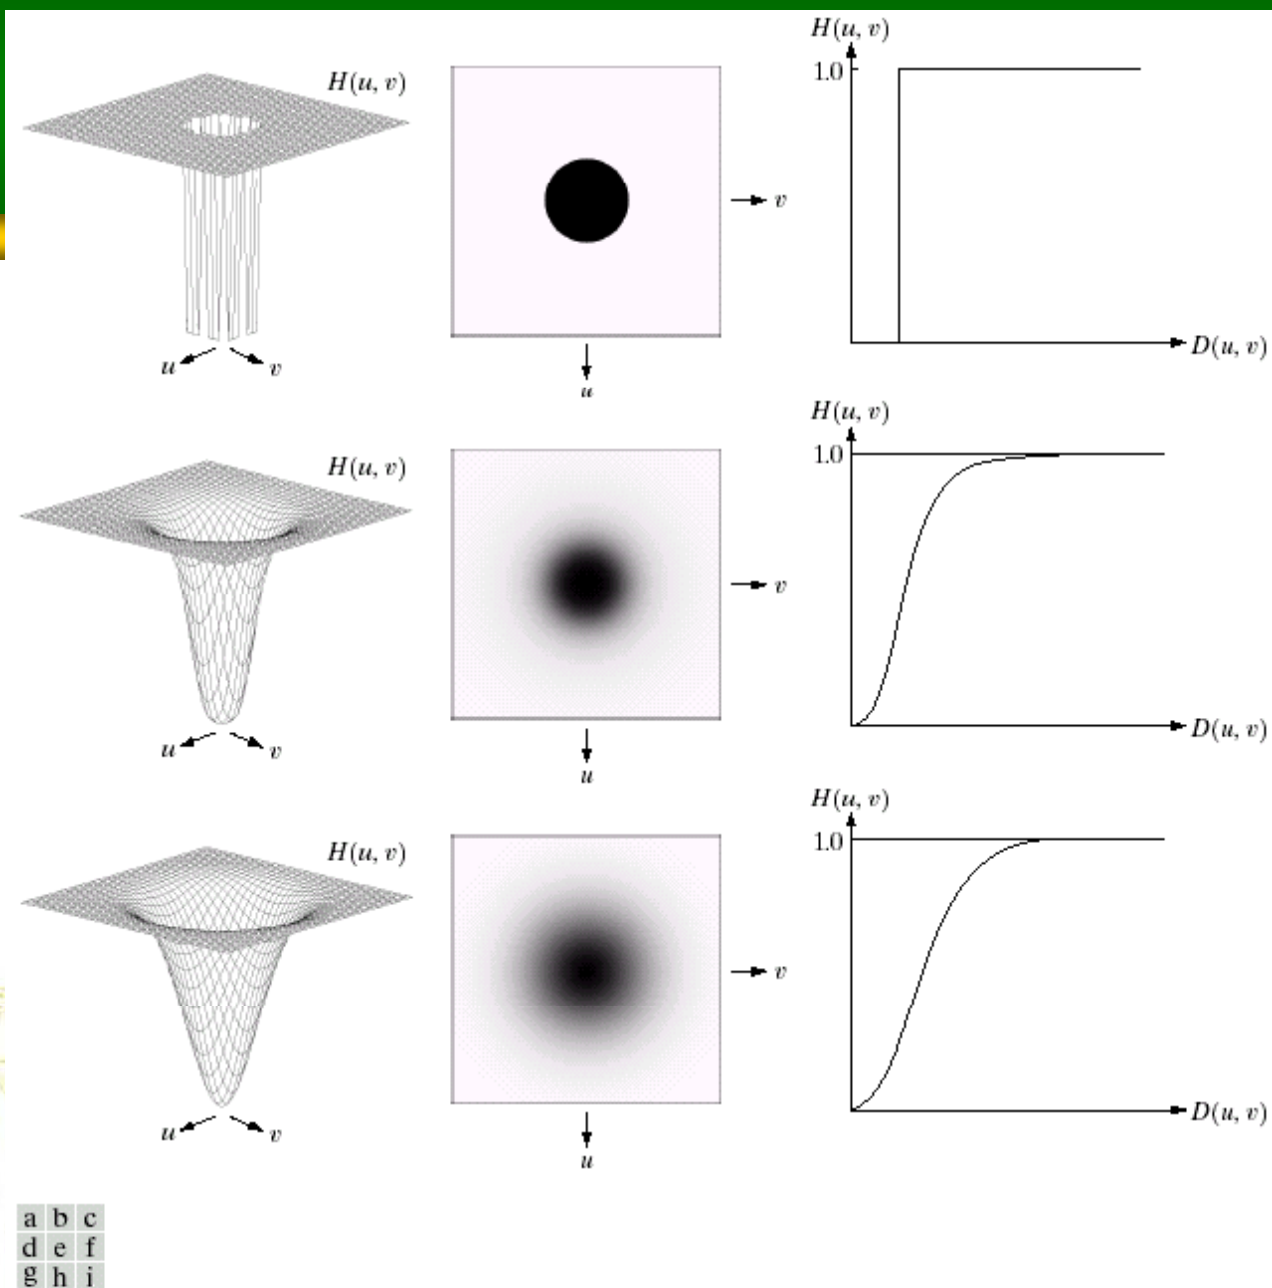 H(u, v)
1.0
D(u, v)
H(u, v)
v
u
u v
H(u, v)
1.0
D(u, v)
H(u, v)
v
u
u v
H(u, v)
1.0
D(u, v)
H(u, v)
v
u
u v
a b c
d e f
g h i